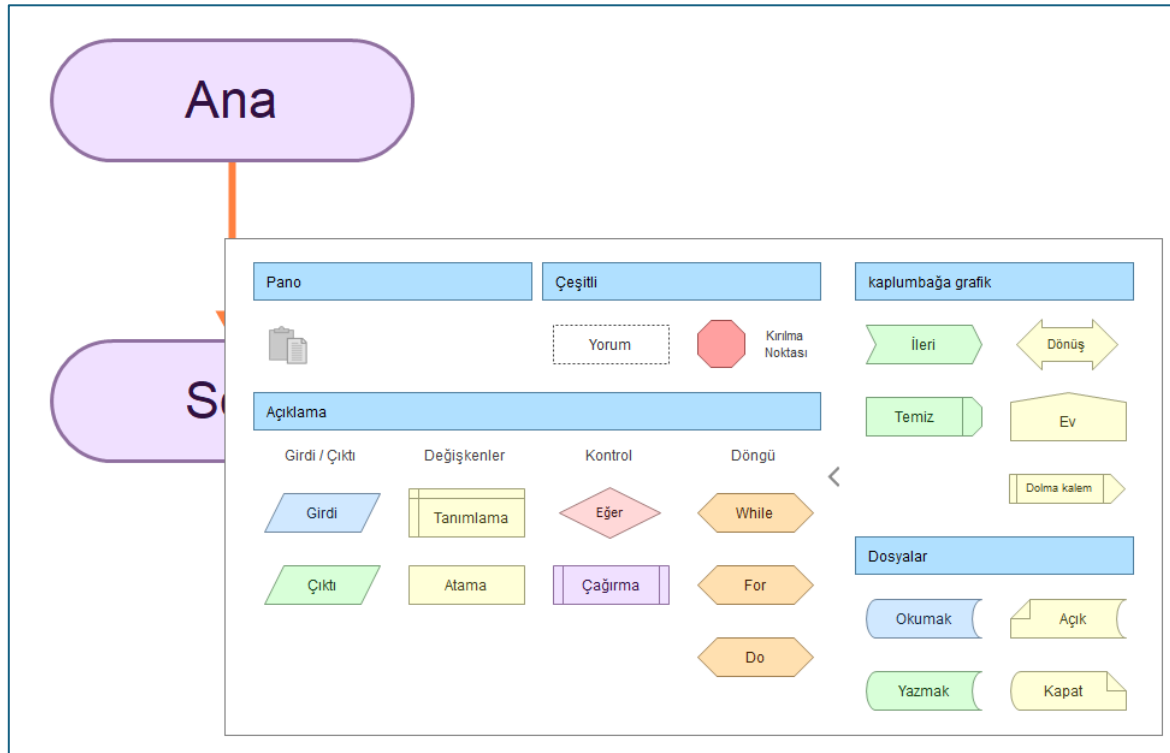 Ana
Pano
Çeşitli
kaplumbağa grafik
Yorum
Kırılma
Noktası
İleri
Dönüş
Temiz
Ev
Açıklama
Girdi / Çıktı
Değişkenler
Kontrol
Döngü
Dolma kalem
Girdi
Tanımlama
Eğer
While
Dosyalar
Çıktı
Atama
Çağırma
For
Okumak
Açık
Do
Yazmak
Kapat